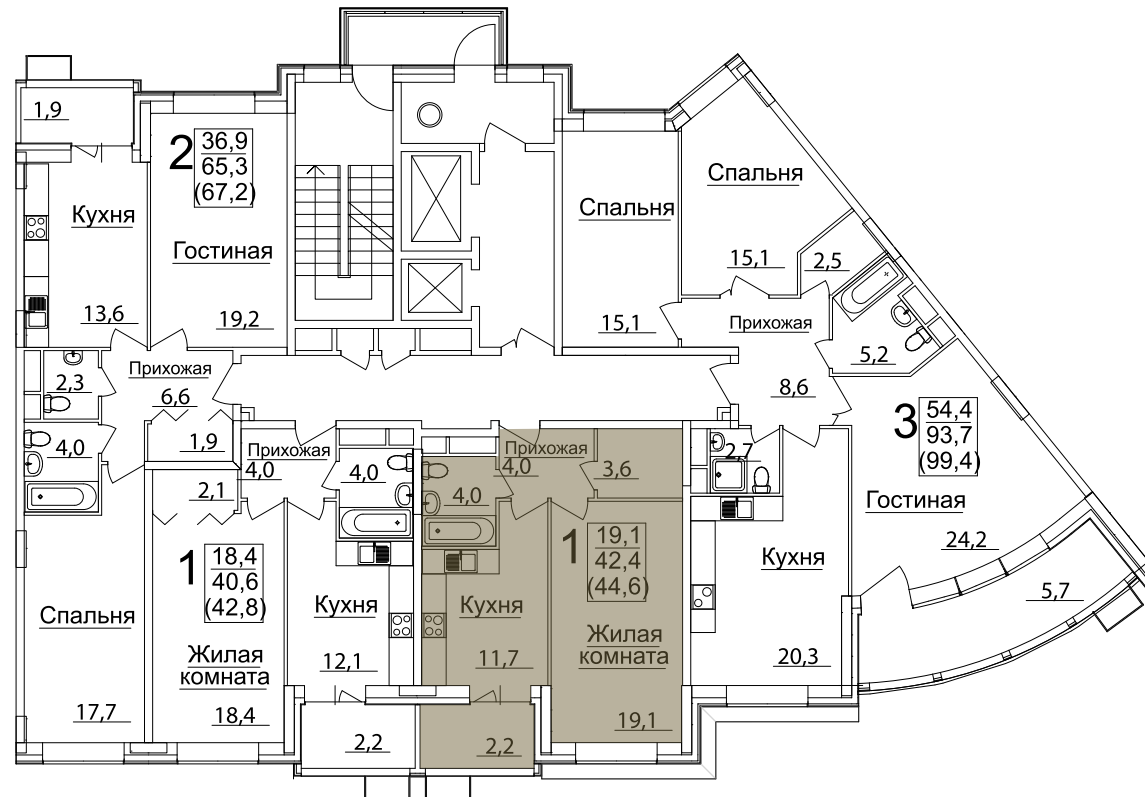 1,9
2
36,9
65,3
(67,2)
Кухня
Гостиная
13,6
19,2
Спальня
15,1
Спальня
15,1
2,5
Прихожая
5,2
8,6
2,3
Прихожая
6,6
4,0
1,9
3
54,4
93,7
(99,4)
Гостиная
24,2
5,7
Прихожая
4,0
4,0
2,1
1
18,4
40,6
(42,8)
Кухня
12,1
Жилая
комната
18,4
2,2
Спальня
17,7
Прихожая
4,0
3,6
4,0
1
19,1
42,4
(44,6)
Кухня
11,7
Жилая
комната
19,1
2,2
2,7
Кухня
20,3